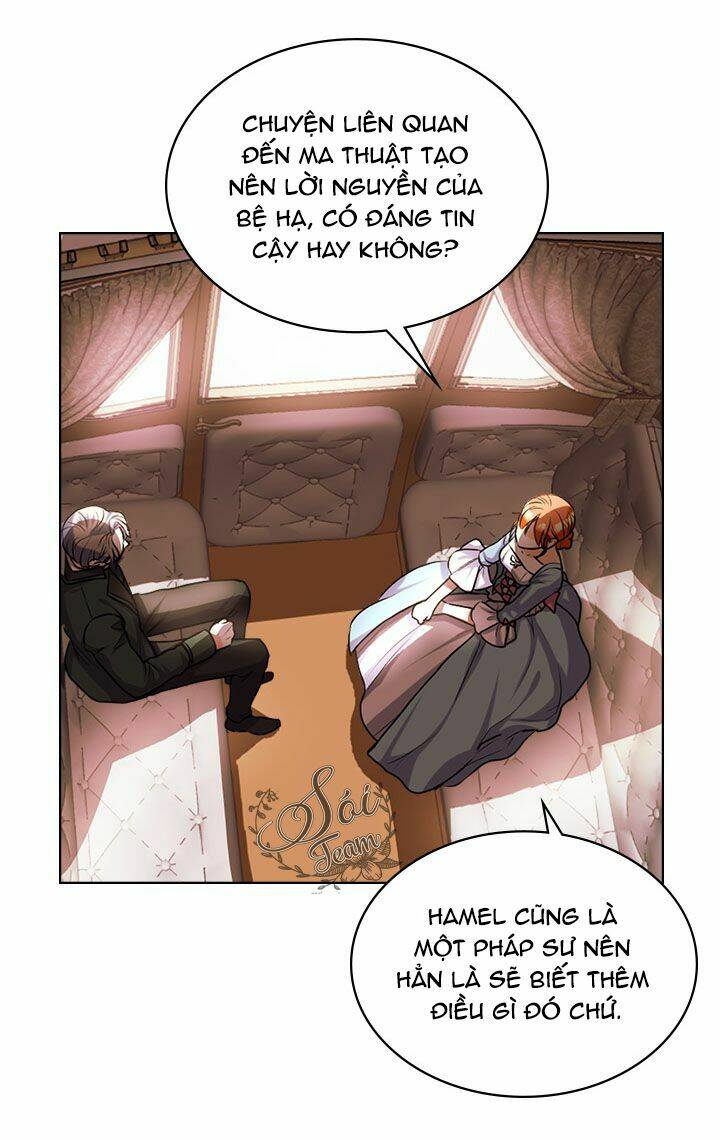 CHUYỆN LIÊN QUAN
ĐẾN MA THUẬT TẠO
NÊN LỜI NGUYỀN CỦA
BỆ HẠ, CÓ ĐÁNG TIN
CẬY HAY KHÔNG?
Sói
Team
HAMEL CŨNG LÀ
MỘT PHÁP SƯ NÊN
HẲN LÀ SẼ BIẾT THÊM
ĐIỀU GÌ ĐÓ CHỨ.